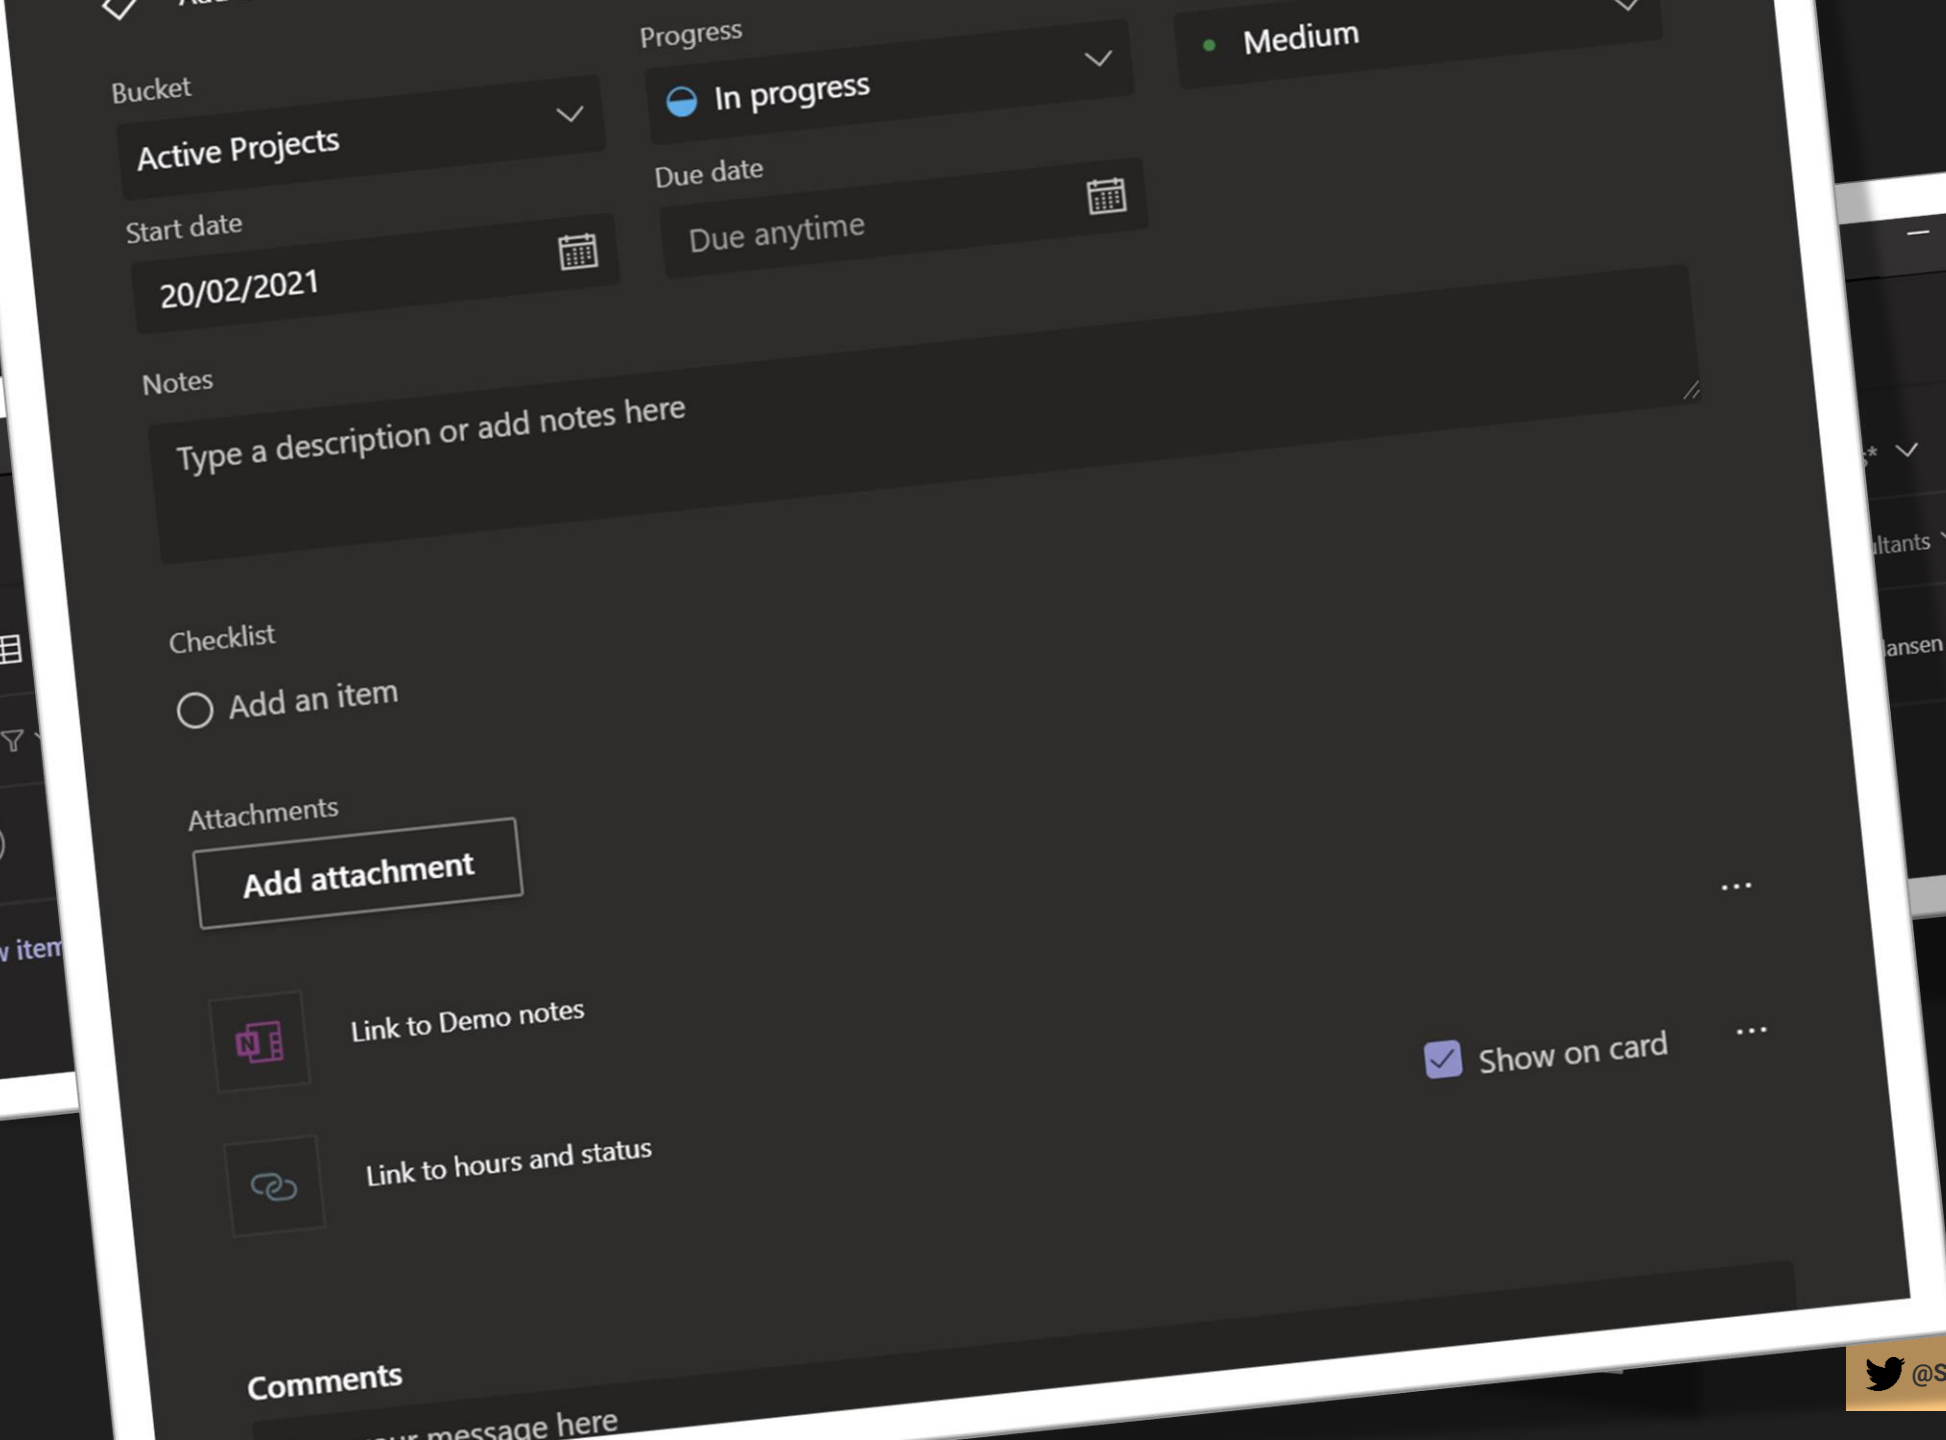 Progress
Medium
Bucket
In progress
Active Projects
Due date
Start date
Due anytime
20/02/2021
Notes
Type a description or add notes here
Checklist
Add an item
Attachments
Add attachment
Link to Demo notes
Show on card
Link to hours and status
Comments
message here
item
@S